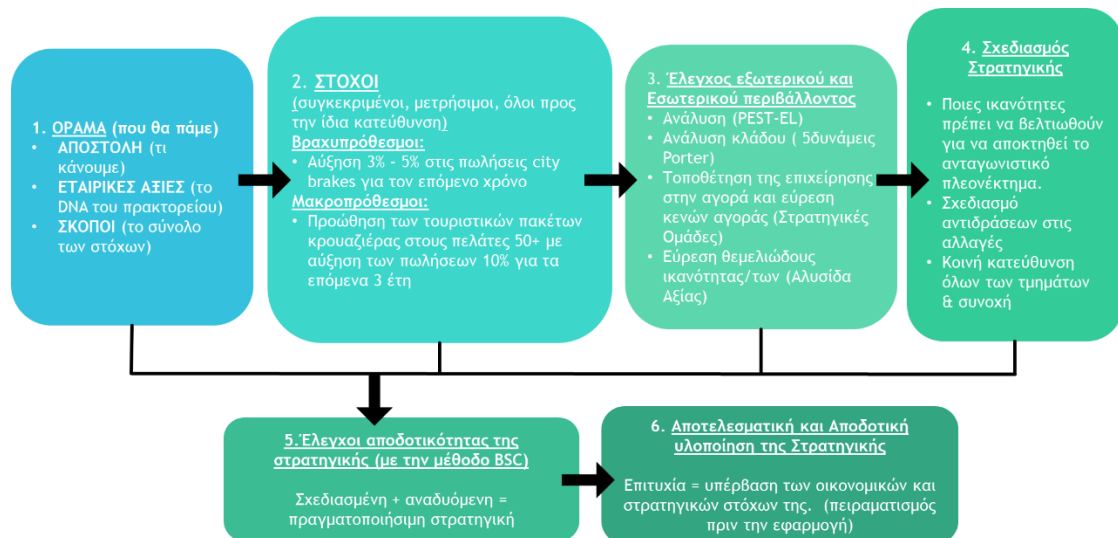 1. ΟΡΑΜΑ (που θα πάμε)
• ΑΠΟΣΤΟΛΗ (τι
κάνουμε)
• ΕΤΑΙΡΙΚΕΣ ΑΞΙΕΣ (το
DNA του πρακτορείου)
• ΣΚΟΠΟΙ (το σύνολο
των στόχων)
2. ΣΤΟΧΟΙ
(συγκεκριμένοι, μετρήσιμοι, όλοι προς
την ίδια κατεύθυνση)
Βραχυπρόθεσμοι:
• Αύξηση 3% - 5% στις πωλήσεις city
brakes για τον επόμενο χρόνο
Μακροπρόθεσμοι:
• Προώθηση των τουριστικών πακέτων
κρουαζιέρας στους πελάτες 50+ με
αύξηση των πωλήσεων 10% για τα
επόμενα 3 έτη
3. Έλεγχος εξωτερικού και
Εσωτερικού περιβάλλοντος
• Ανάλυση (PEST-EL)
• Ανάλυση κλάδου ( 5δυνάμεις
Porter)
• Τοποθέτηση της επιχείρησης
στην αγορά και εύρεση
κενών αγοράς (Στρατηγικές
Ομάδες)
• Εύρεση θεμελιώδους
ικανότητας/των (Αλυσίδα
Αξίας)
4. Σχεδιασμός
Στρατηγικής
• Ποιες ικανότητες
πρέπει να βελτιωθούν
για να αποκτηθεί το
ανταγωνιστικό
πλεονέκτημα.
• Σχεδιασμό
αντιδράσεων στις
αλλαγές
• Κοινή κατεύθυνση
όλων των τμημάτων
& συνοχή
5.Έλεγχοι αποδοτικότητας της
στρατηγικής (με την μέθοδο BSC)
Σχεδιασμένη + αναδυόμενη =
πραγματοποιήσιμη στρατηγική
6. Αποτελεσματική και Αποδοτική
υλοποίηση της Στρατηγικής
Επιτυχία = υπέρβαση των οικονομικών και
στρατηγικών στόχων της. (πειραματισμός
πριν την εφαρμογή)